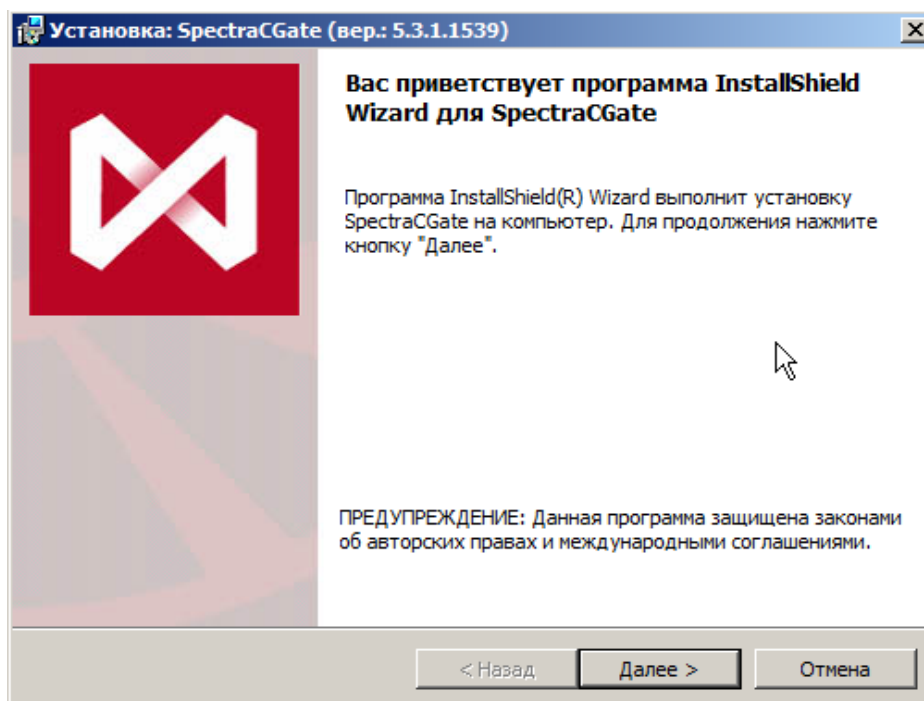 Установка: SpectraCGate (вер.: 5.3.1.1539)
Вас приветствует программа InstallShield
Wizard для SpectraCGate
Программа InstallShield(R) Wizard выполнит установку
SpectraCGate на компьютер. Для продолжения нажмите
кнопку "Далее".
ПРЕДУПРЕЖДЕНИЕ: Данная программа защищена законами
об авторских правах и международными соглашениями.
< Назад Далее > Отмена